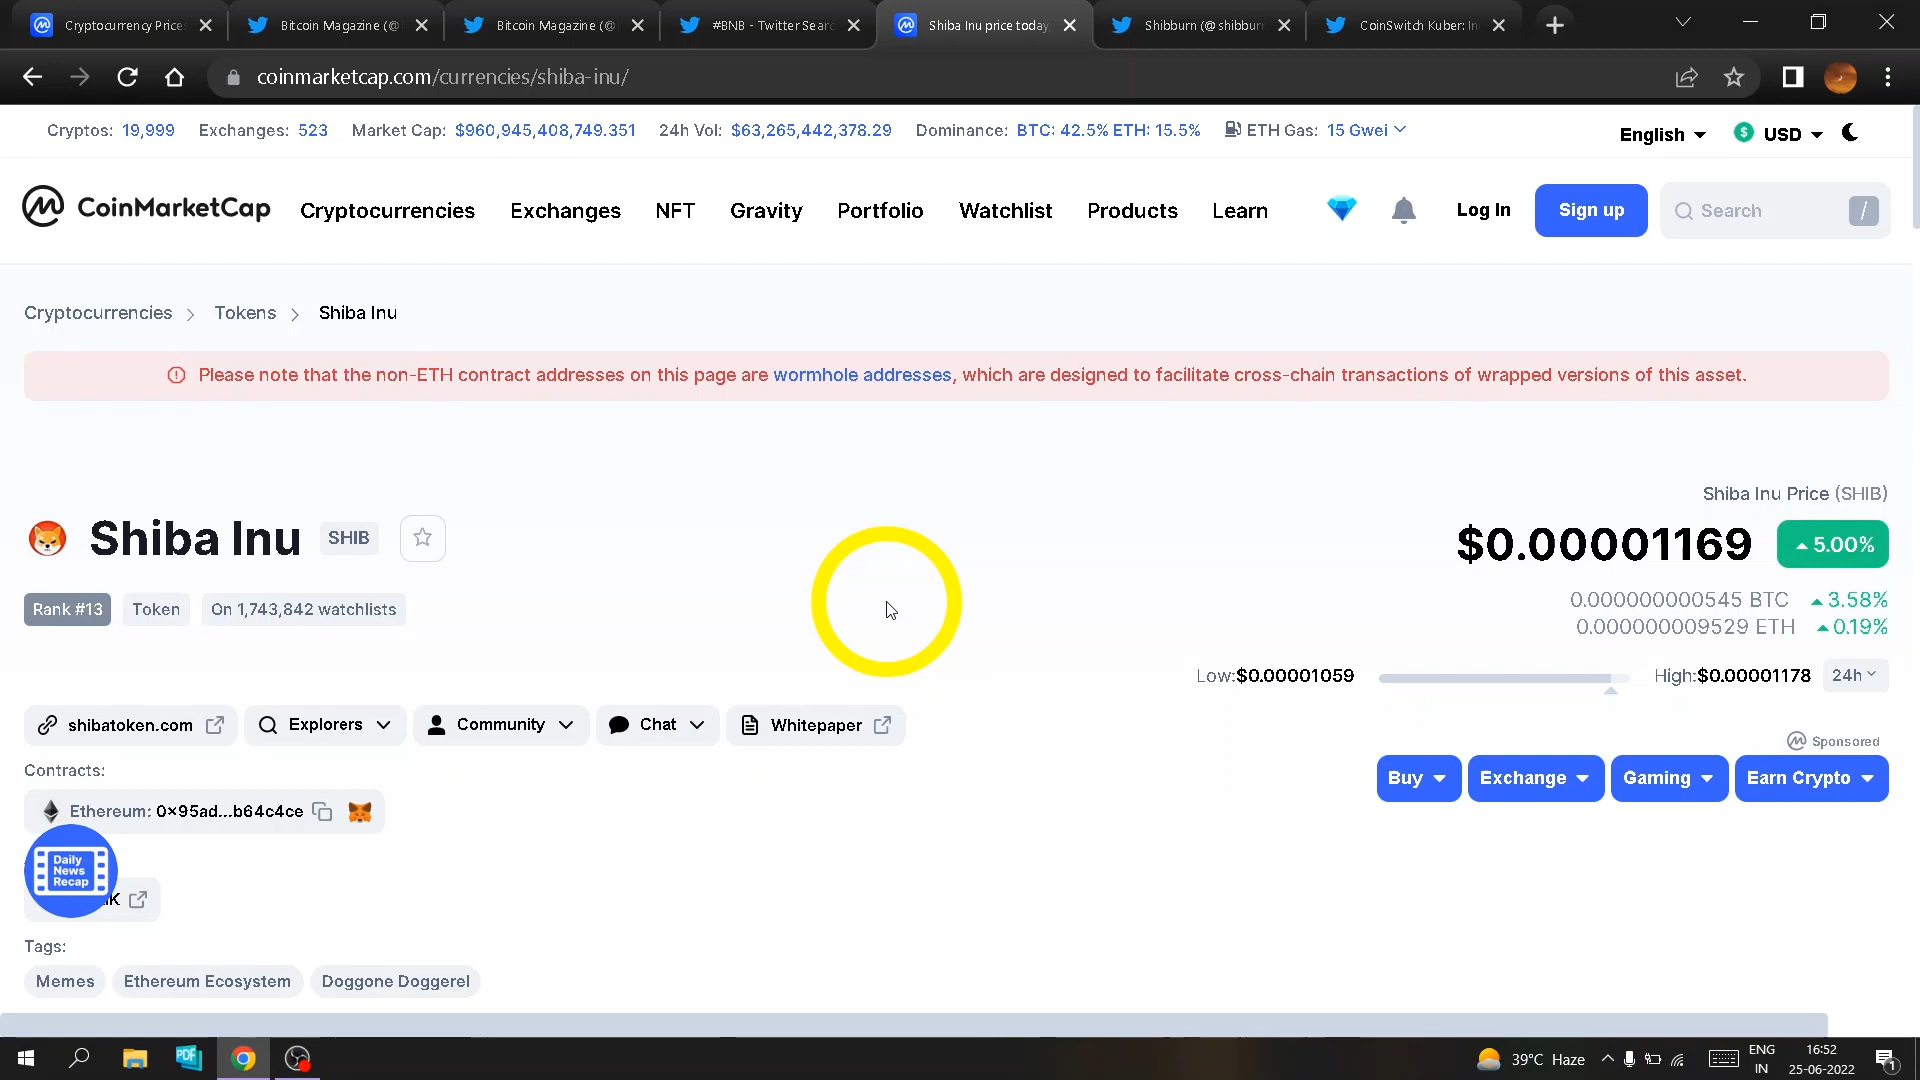 Cryptocurrency Price
Bitcoin Magazine (@
Bitcoin Magazine (@
#BNB - Twitter Searc
Shiba Inu price today,
Shibburn (@shibburn
CoinSwitch Kuber: In
coinmarketcap.com/currencies/shiba-inu/
Cryptos: 19,999 Exchanges: 523 Market Cap: $960,945,408,749.351 24h Vol: $63,265,442,378.29 Dominance: BTC: 42.5% ETH: 15.5% ETH Gas: 15 Gwei
English USD
CoinMarketCap Cryptocurrencies Exchanges NFT Gravity Portfolio Watchlist Products Learn Log In Sign up Search /
Cryptocurrencies > Tokens > Shiba Inu
Please note that the non-ETH contract addresses on this page are wormhole addresses, which are designed to facilitate cross-chain transactions of wrapped versions of this asset.
Shiba Inu Price (SHIB)
Shiba Inu SHIB
$0.00001169 5.00%
Rank #13 Token On 1,743,842 watchlists
0.000000000545 BTC 3.58%
0.000000009529 ETH 0.19%
Low:$0.00001059 High:$0.00001178 24h
shibatoken.com Explorers Community Chat Whitepaper
Sponsored
Buy Exchange Gaming Earn Crypto
Contracts:
Ethereum: 0x95ad...b64c4ce
Daily
News
Recap
Tags:
Memes Ethereum Ecosystem Doggone Doggerel
PDF
39°C Haze
ENG
IN
16:52
25-06-2022
1